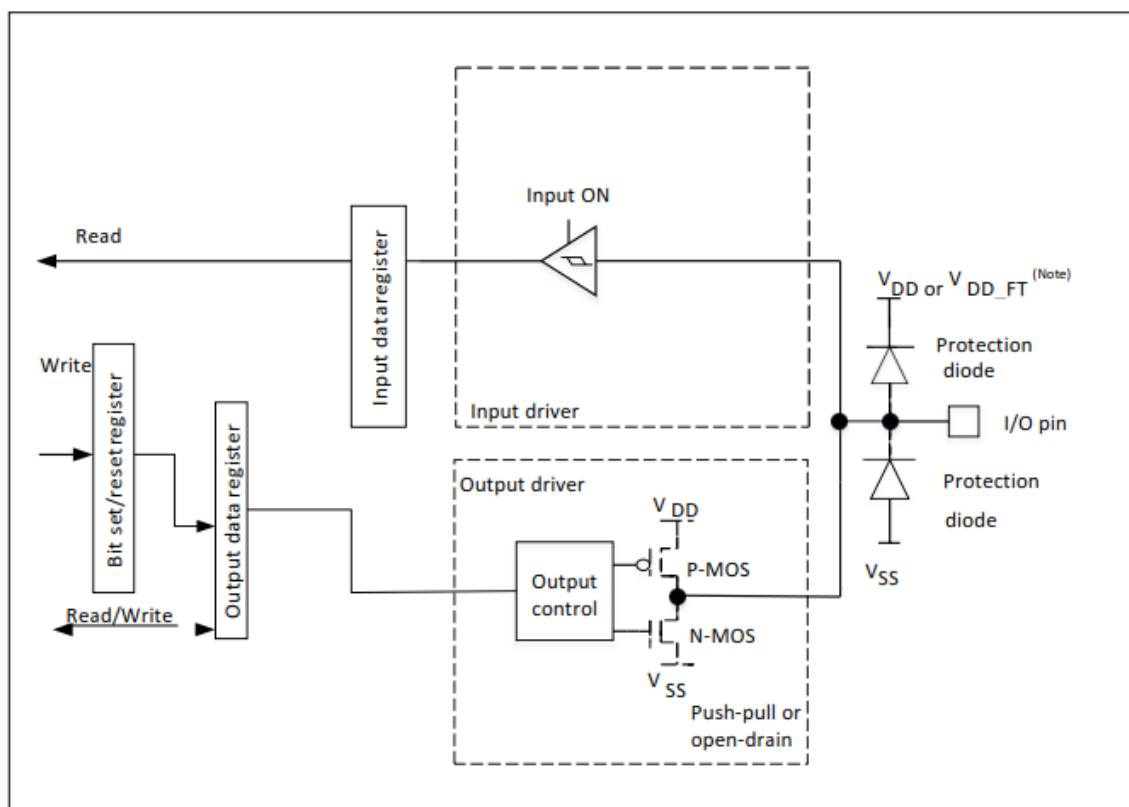 Input ON
Read
Input data register
V DD or V DD_FT (Note)
Protection
diode
Write
Bit set/reset register
Input driver
I/O pin
Output data register
Output driver
V DD
Protection
diode
P-MOS
Output
control
V SS
Read/Write
N-MOS
V SS
Push-pull or
open-drain